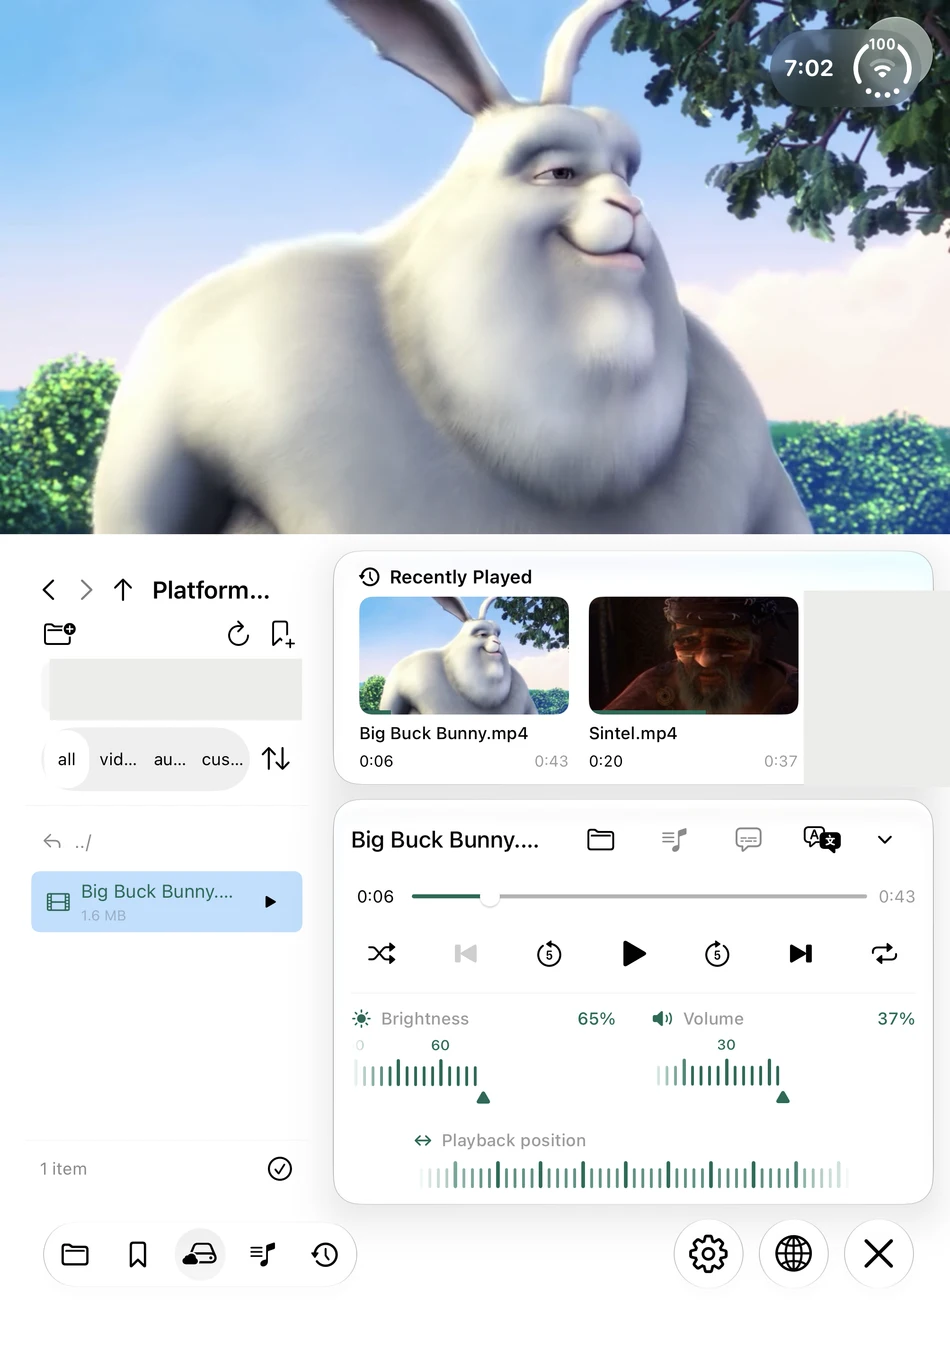 7:02
100
Platform...
all
vid...
au...
cus...
../
Big Buck Bunny....
1.6 MB
1 item
Recently Played
Big Buck Bunny.mp4
0:06
0:43
Sintel.mp4
0:20
0:37
Big Buck Bunny....
A 文
0:06
0:43
5
5
Brightness
65%
0
60
Volume
37%
30
Playback position